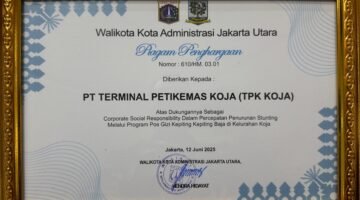 Walikota Kota Administrasi Jakarta Utara
Piagam Penghargaan
Nomor : 610/HM. 03.01
Diberikan Kepada :
PT TERMINAL PETIKEMAS KOJA (TPK KOJA)
Atas Dukungannya Sebagai
Corporate Social Responsibility Dalam Percepatan Penurunan Stunting
Melalui Program Pos Gizi Kepiting Kepiting Baja di Kelurahan Koja.
Jakarta, 12 Juni 2025
WALIKOTA KOTA ADMINISTRASI JAKARTA UTARA,
HENDRA HIDAYAT